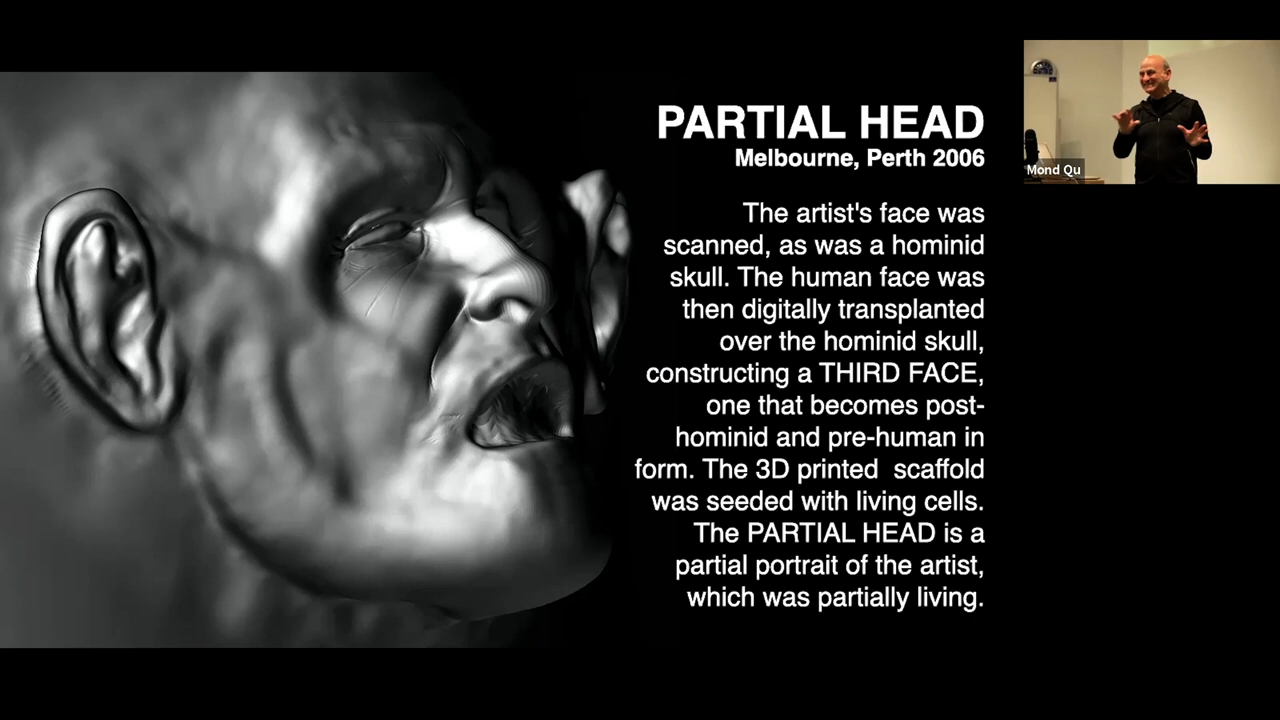 PARTIAL HEAD
Melbourne, Perth 2006
The artist's face was
scanned, as was a hominid
skull. The human face was
then digitally transplanted
over the hominid skull,
constructing a THIRD FACE,
one that becomes post-
hominid and pre-human in
form. The 3D printed  scaffold
was seeded with living cells.
The PARTIAL HEAD is a
partial portrait of the artist,
which was partially living.
Mond Qu